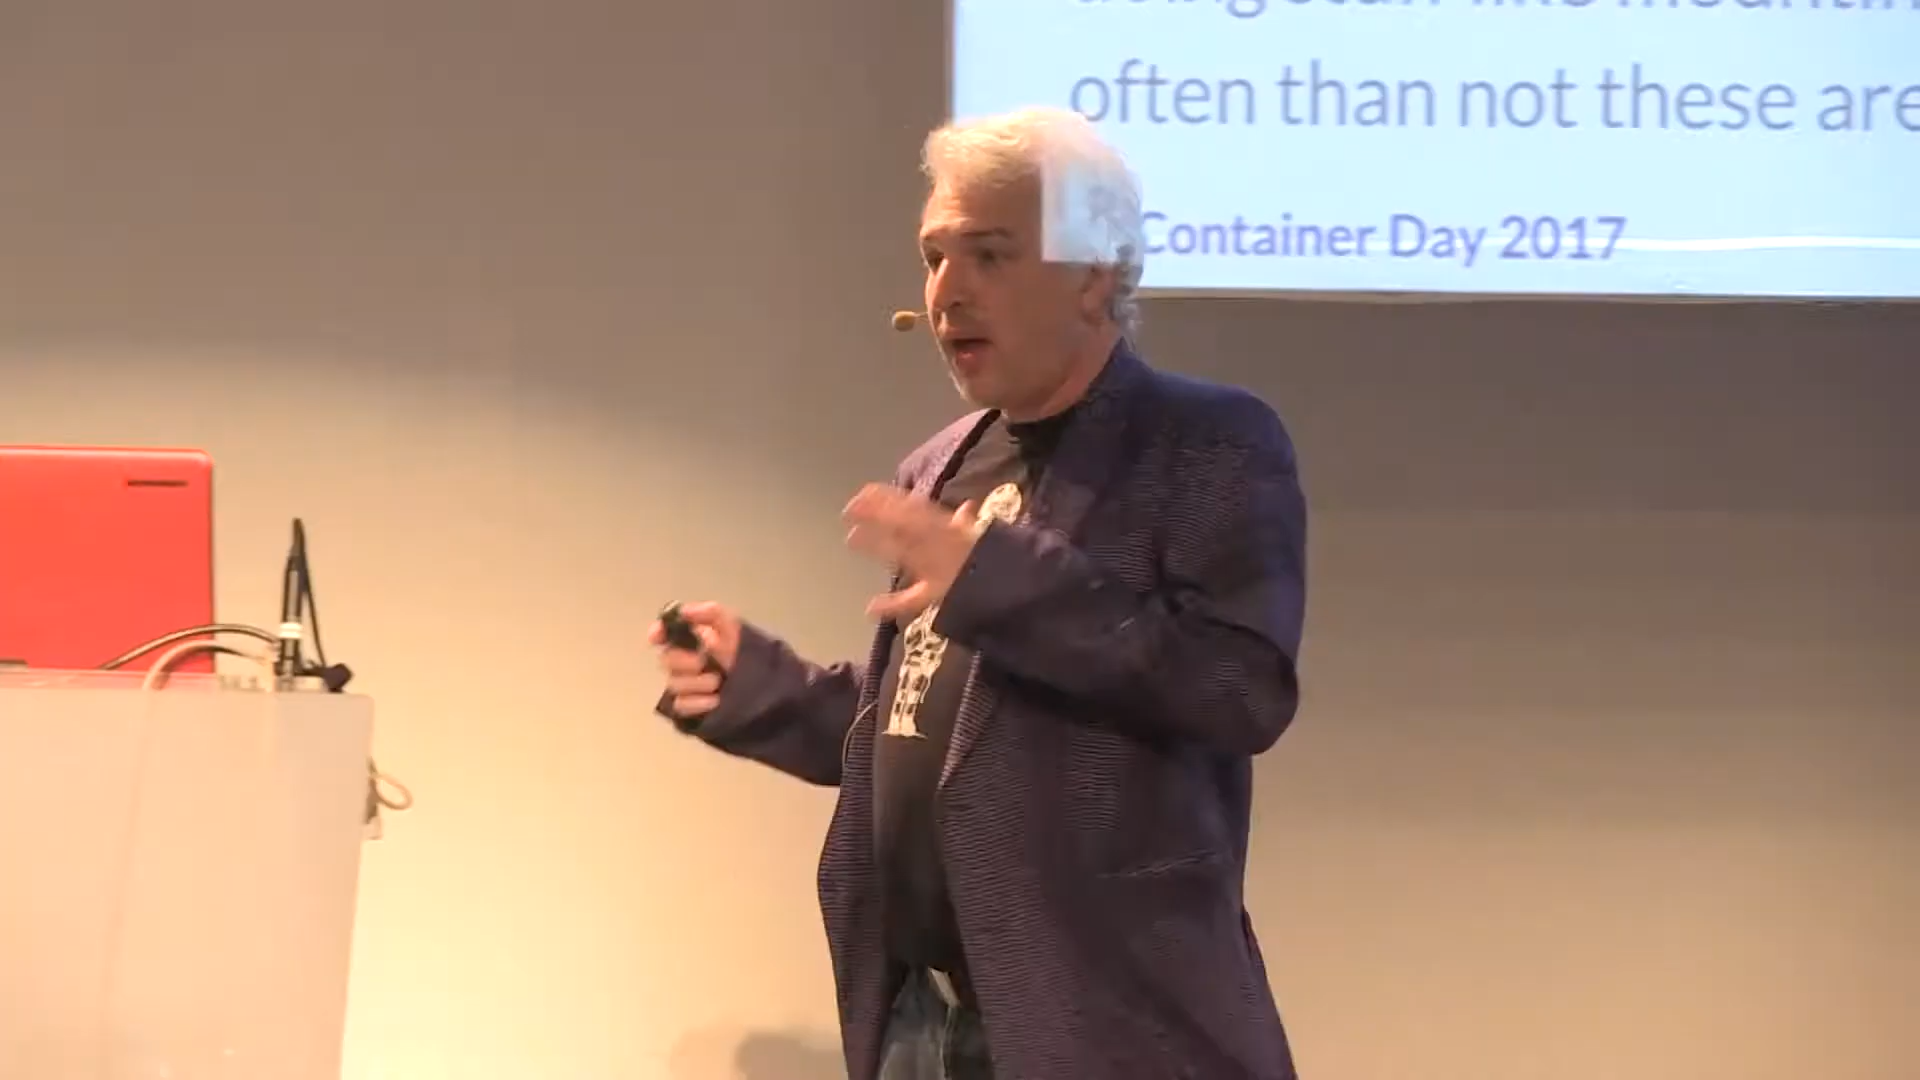 often than not these are
Container Day 2017